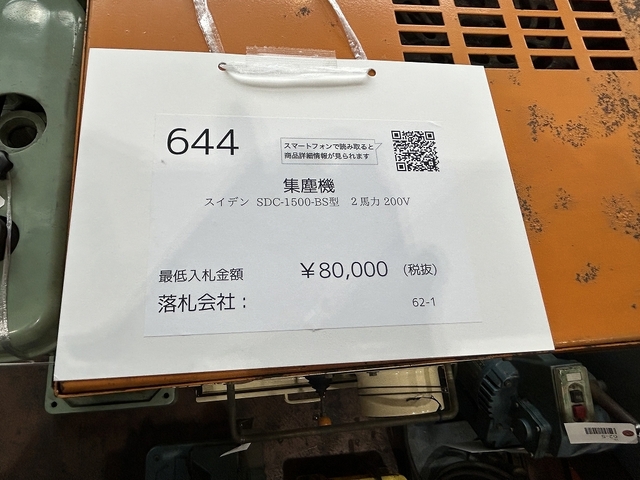 644
スマートフォンで読み取ると
商品詳細情報が見られます
集塵機
スイデン SDC-1500-BS型 2馬力 200V
最低入札金額 ￥80,000 (税抜)
落札会社：
62-1